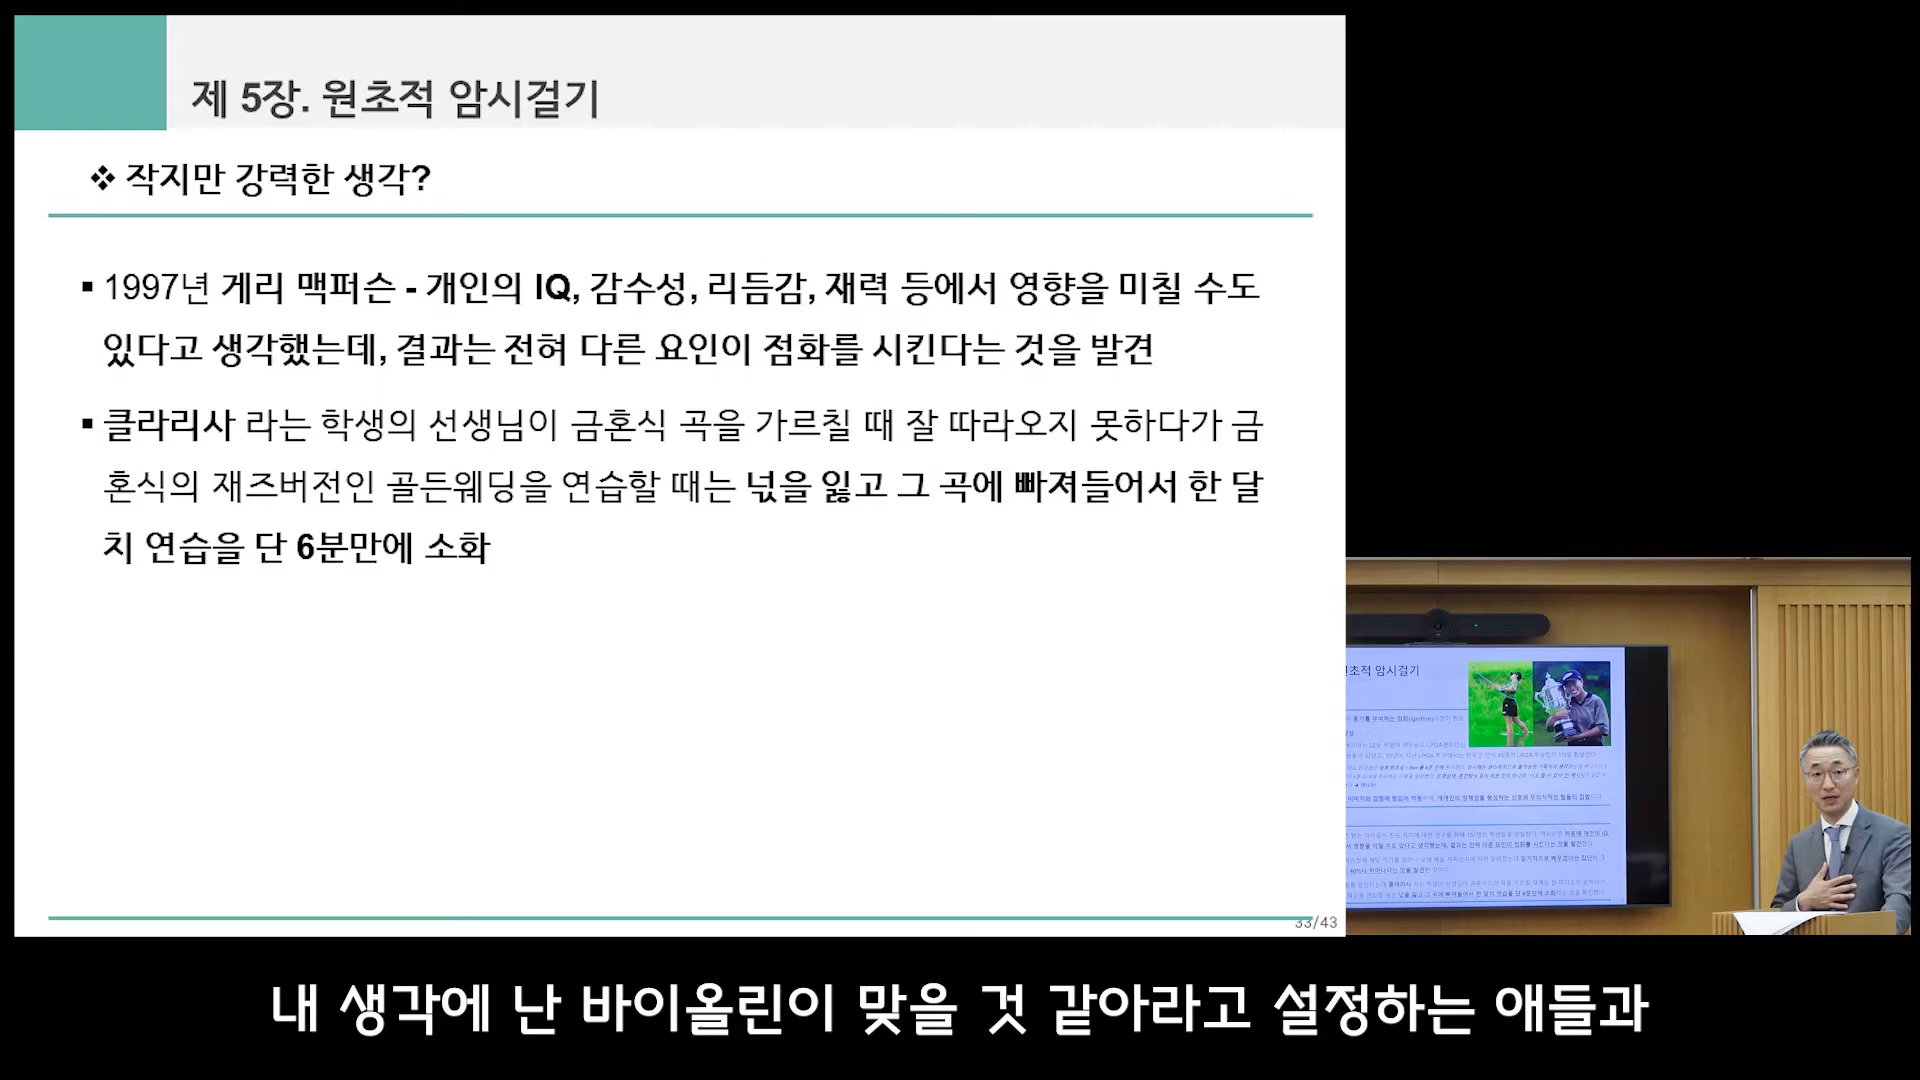 제 5장. 원초적 암시걸기
❖ 작지만 강력한 생각?
▪ 1997년 게리 맥퍼슨 - 개인의 IQ, 감수성, 리듬감, 재력 등에서 영향을 미칠 수도
있다고 생각했는데, 결과는 전혀 다른 요인이 점화를 시킨다는 것을 발견
▪ 클라리사 라는 학생의 선생님이 금혼식 곡을 가르칠 때 잘 따라오지 못하다가 금
혼식의 재즈버전인 골든웨딩을 연습할 때는 넋을 잃고 그 곡에 빠져들어서 한 달
치 연습을 단 6분만에 소화
33/43
초적 암시걸기
내 생각에 난 바이올린이 맞을 것 같아라고 설정하는 애들과